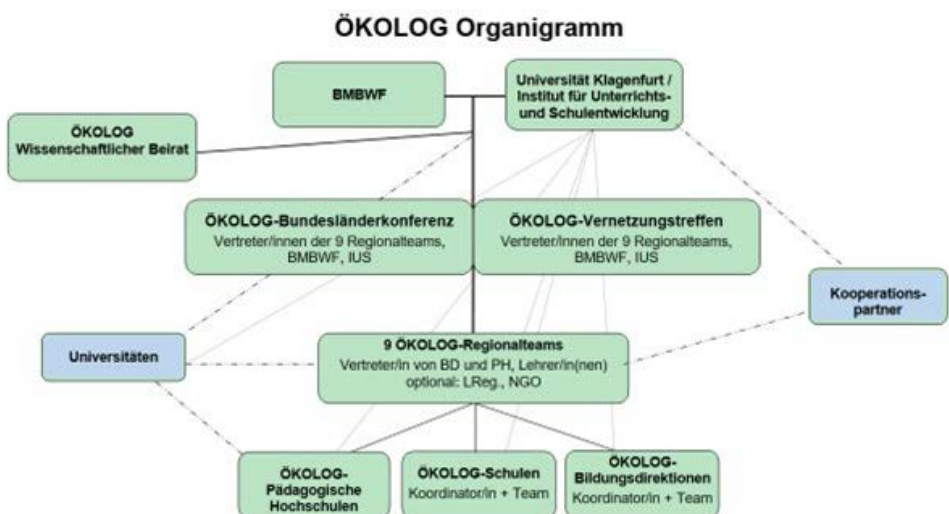 ÖKOLOG Organigramm
BMBWF
Universität Klagenfurt /
Institut für Unterrichts-
und Schulentwicklung
ÖKOLOG
Wissenschaftlicher Beirat
ÖKOLOG-Bundesländerkonferenz
Vertreter/innen der 9 Regionalteams,
BMBWF, IUS
ÖKOLOG-Vernetzungstreffen
Vertreter/innen der 9 Regionalteams,
BMBWF, IUS
Kooperations-
partner
Universitäten
9 ÖKOLOG-Regionalteams
Vertreter/in von BD und PH, Lehrer/in(nen)
optional: LReg., NGO
ÖKOLOG-
Pädagogische
Hochschulen
ÖKOLOG-Schulen
Koordinator/in + Team
ÖKOLOG-
Bildungsdirektionen
Koordinator/in + Team